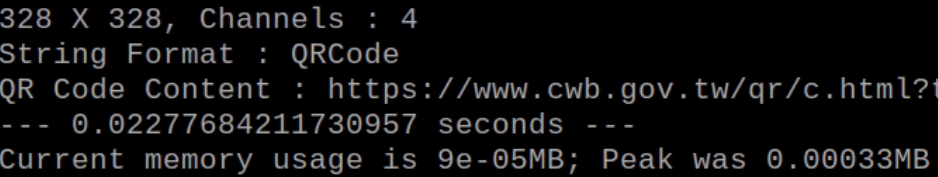 328 X 328, Channels : 4
String Format : QRCode
QR Code Content : https://www.cwb.gov.tw/qr/c.html?t
--- 0.02277684211730957 seconds ---
Current memory usage is 9e-05MB; Peak was 0.00033MB